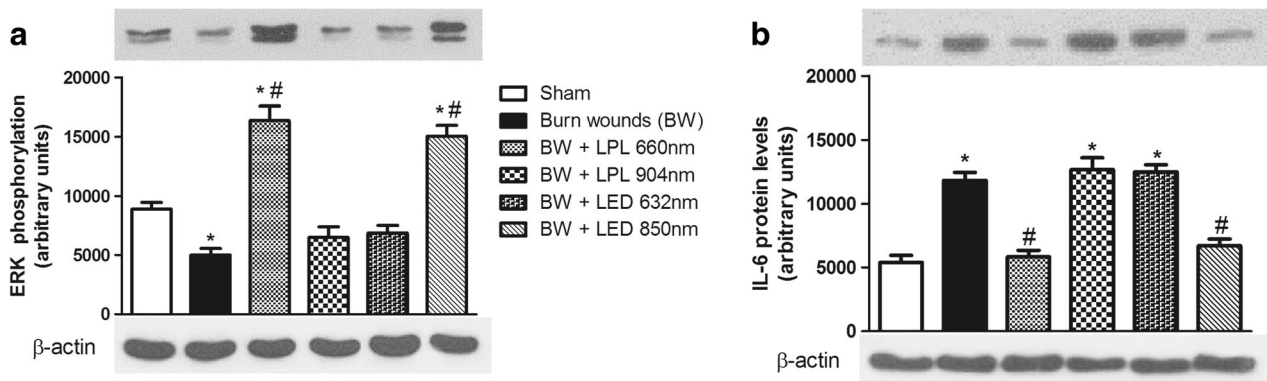 a
ERK phosphorylation
(arbitrary units)
20000
15000
10000
5000
0
* # * # *
β-actin
Sham
Burn wounds (BW)
BW + LPL 660nm
BW + LPL 904nm
BW + LED 632nm
BW + LED 850nm
b
IL-6 protein levels
(arbitrary units)
20000
15000
10000
5000
0
* * * # #
β-actin